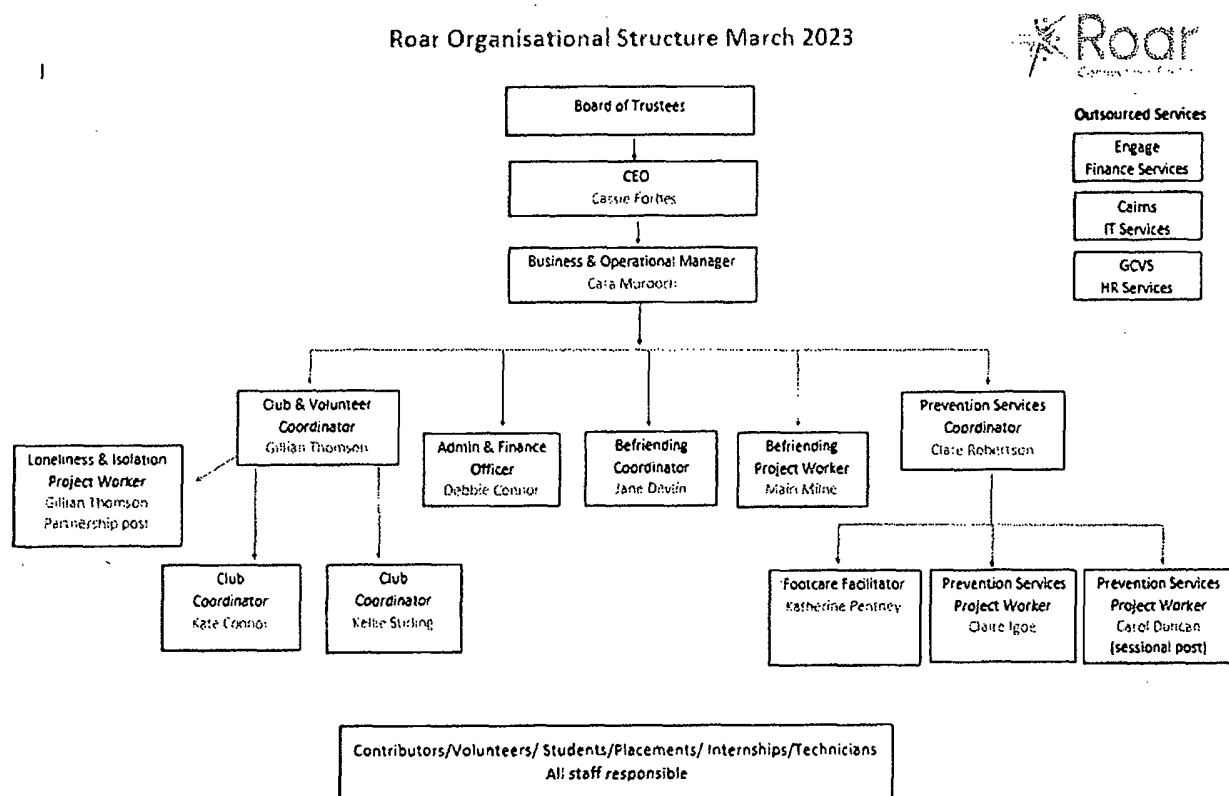 Roar Organisational Structure March 2023
Roar
Board of Trustees
CEO
Cassie Forbes
Business & Operational Manager
Cara Murdoch
Outsourced Services
Engage
Finance Services
Cairns
IT Services
GCVS
HR Services
Club & Volunteer
Coordinator
Gillian Thomson
Loneliness & Isolation
Project Worker
Gillian Thomson
Partnership post
Admin & Finance
Officer
Debbie Connor
Befriending
Coordinator
Jane Devlin
Befriending
Project Worker
Mairi Milne
Prevention Services
Coordinator
Clare Robertson
Club
Coordinator
Kate Connor
Club
Coordinator
Kellie Stirling
Footcare Facilitator
Katherine Pentney
Prevention Services
Project Worker
Claire Igoe
Prevention Services
Project Worker
Carol Duncan
(sessional post)
Contributors/Volunteers/ Students/Placements/ Internships/Technicians
All staff responsible